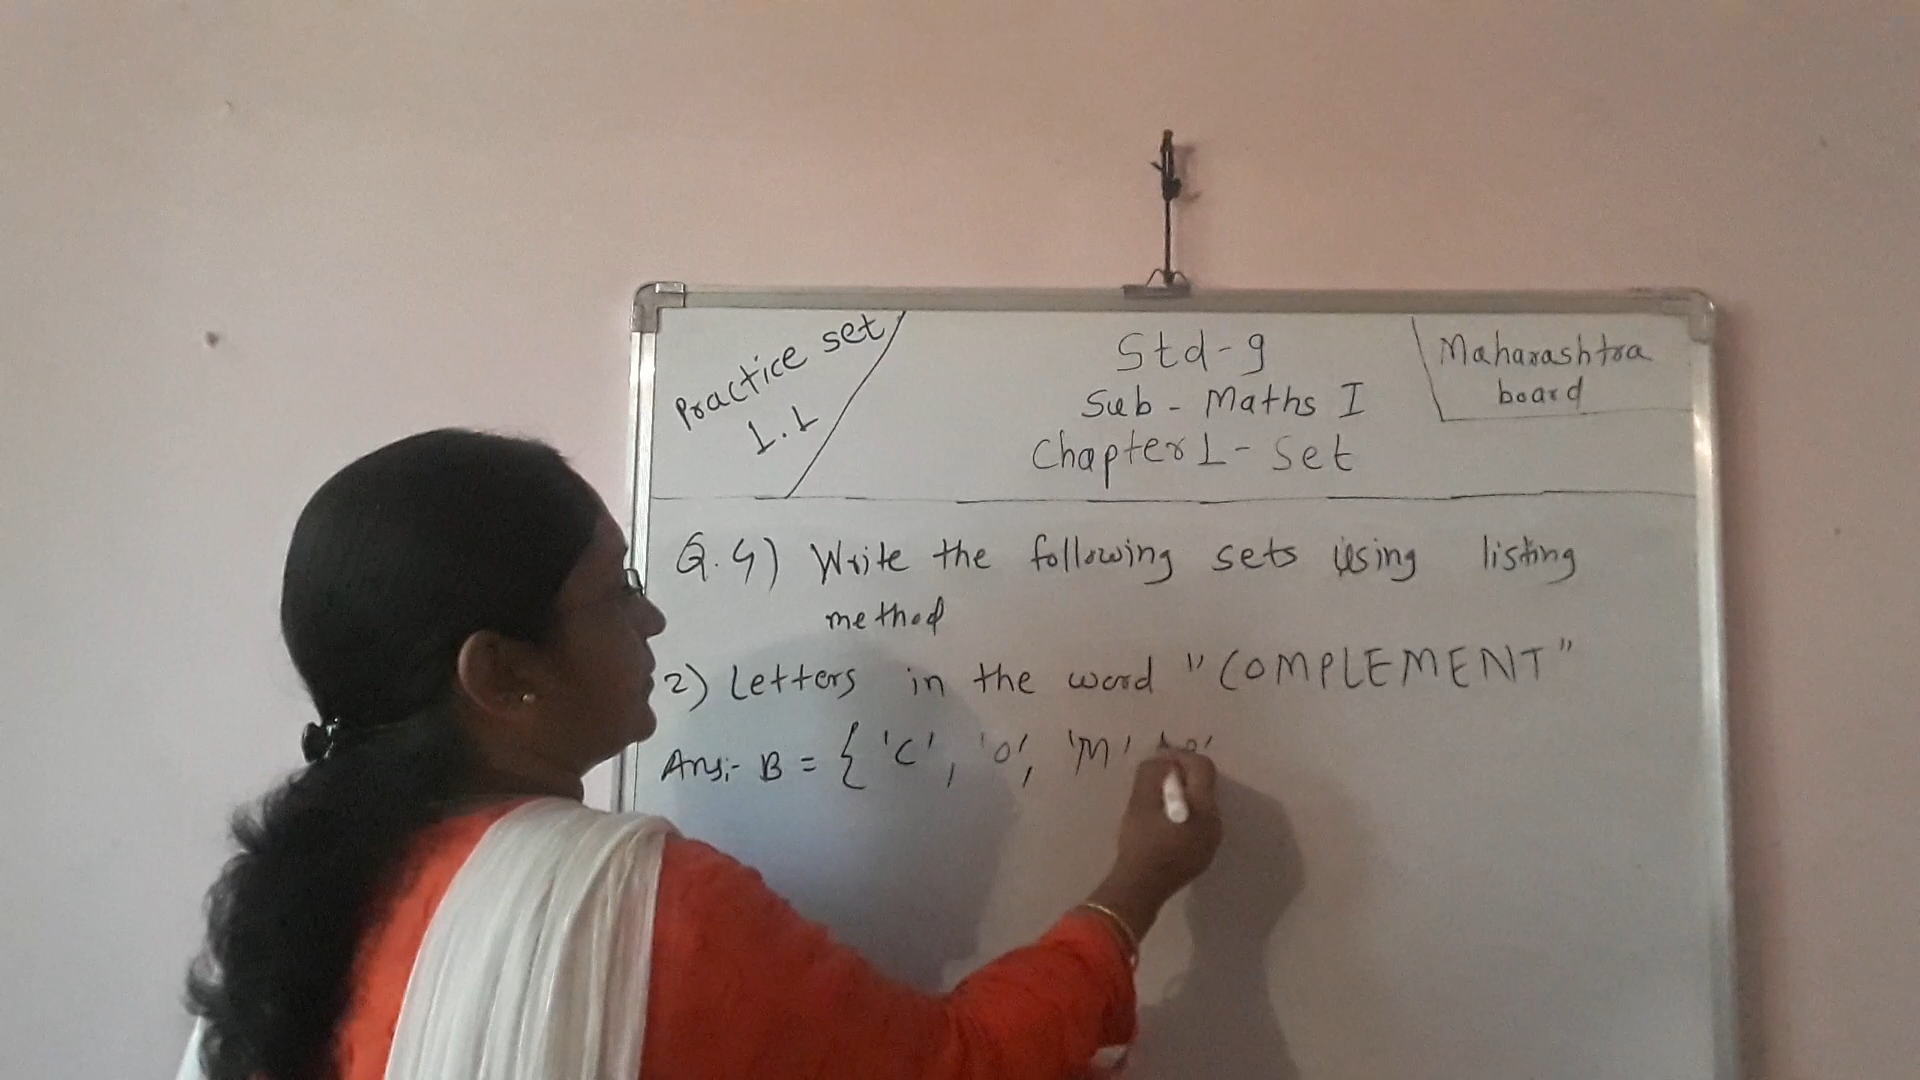 Practice set
1.1
Std-9
Sub - Maths I
Chapter 1 - Set
Maharashtra
board
Q.4) Write the following sets using listing
method
2) Letters in the word "COMPLEMENT"
Ans:- B = { 'C', 'O', 'M'